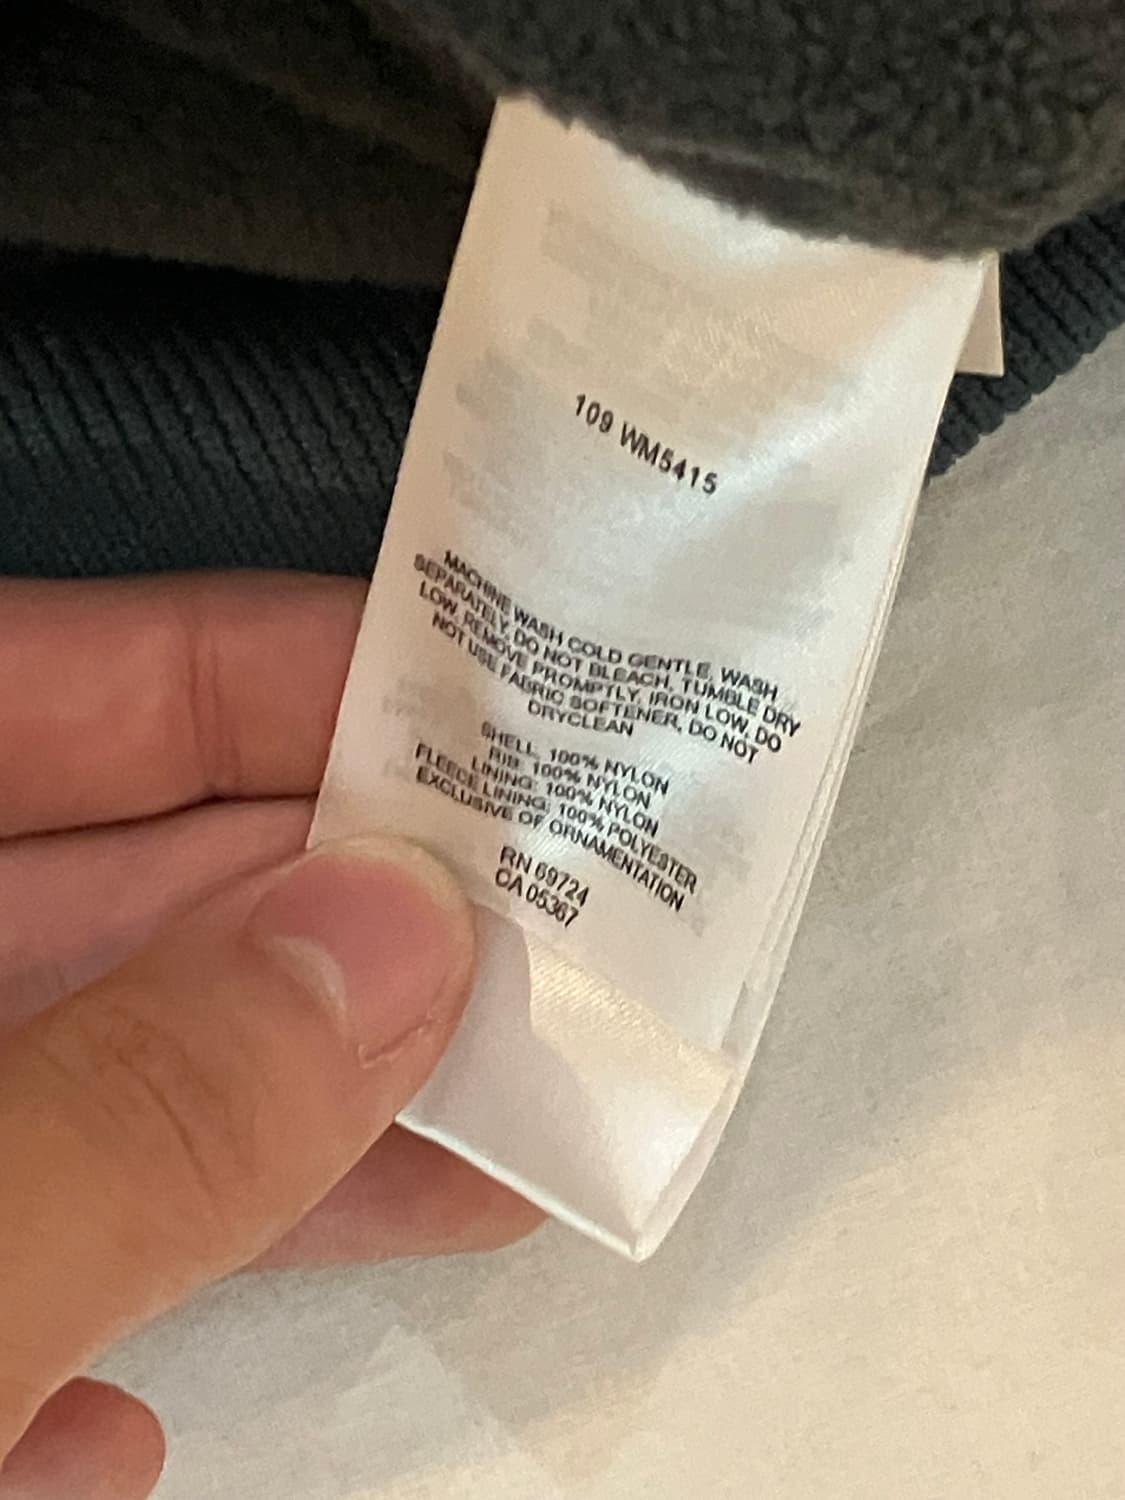 109 WM5415
MACHINE WASH COLD GENTLE, WASH
SEPARATELY, DO NOT BLEACH, TUMBLE DRY
LOW, REMOVE PROMPTLY, IRON LOW, DO
NOT USE FABRIC SOFTENER, DO NOT
DRYCLEAN
SHELL: 100% NYLON
RIB: 100% NYLON
LINING: 100% NYLON
FLEECE LINING: 100% POLYESTER
EXCLUSIVE OF ORNAMENTATION
RN 69724
CA 05367